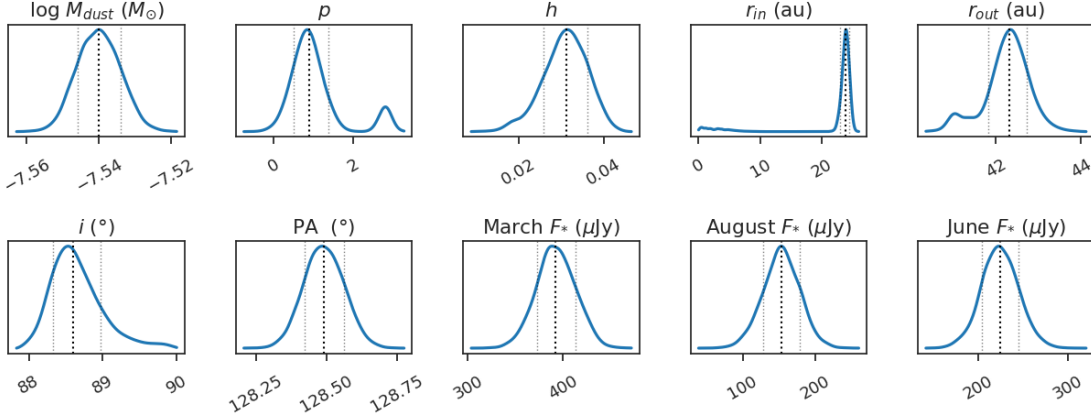 log M_dust (M_⊙) p h r_in (au) r_out (au)
−7.56 −7.54 −7.52 0 2 0.02 0.04 0 20 42 44
i (°) PA (°) March F_* (μJy) August F_* (μJy) June F_* (μJy)
88 89 90 128.25 128.50 128.75 300 400 100 200 200 300